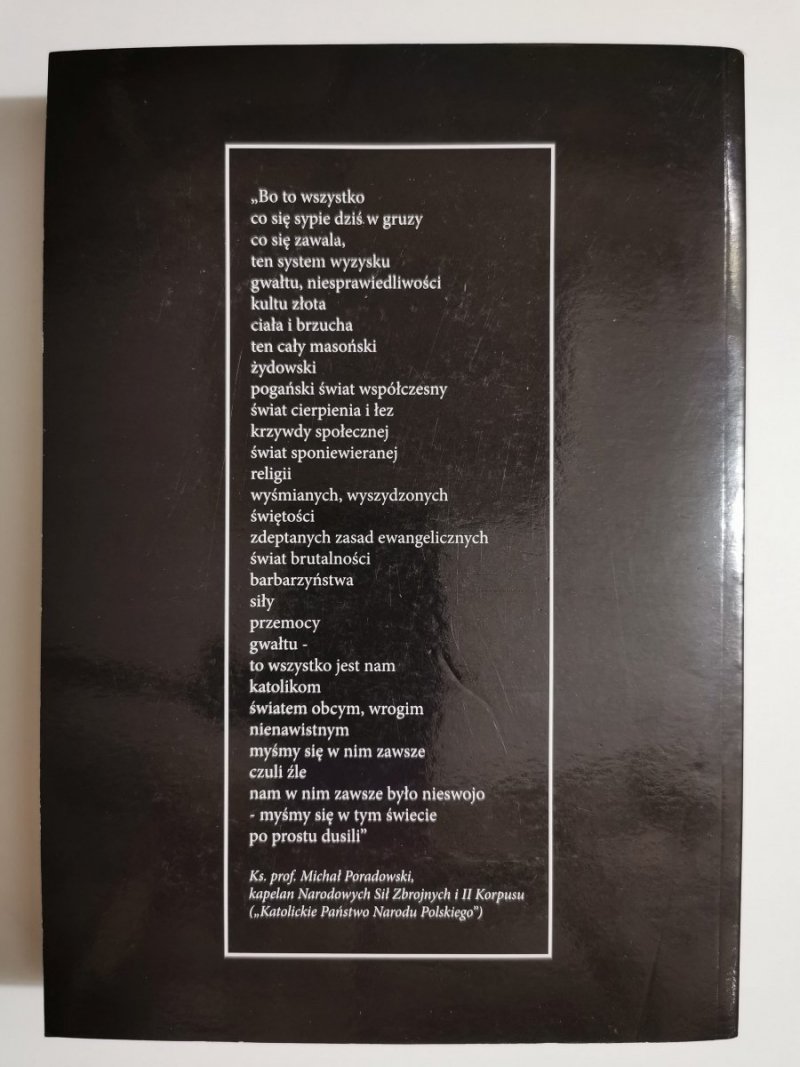 „Bo to wszystko
co się sypie dziś w gruzy
co się zawala,
ten system wyzysku
gwałtu, niesprawiedliwości
kultu złota
ciała i brzucha
ten cały masoński
żydowski
pogański świat współczesny
świat cierpienia i łez
krzywdy społecznej
świat sponiewieranej
religii
wyśmianych, wyszydzonych
świętości
zdeptanych zasad ewangelicznych
świat brutalności
barbarzyństwa
siły
przemocy
gwałtu -
to wszystko jest nam
katolikom
światem obcym, wrogim
nienawistnym
myśmy się w nim zawsze
czuli źle
nam w nim zawsze było nieswojo
- myśmy się w tym świecie
po prostu dusili”
Ks. prof. Michał Poradowski,
kapelan Narodowych Sił Zbrojnych i II Korpusu
(„Katolickie Państwo Narodu Polskiego”)